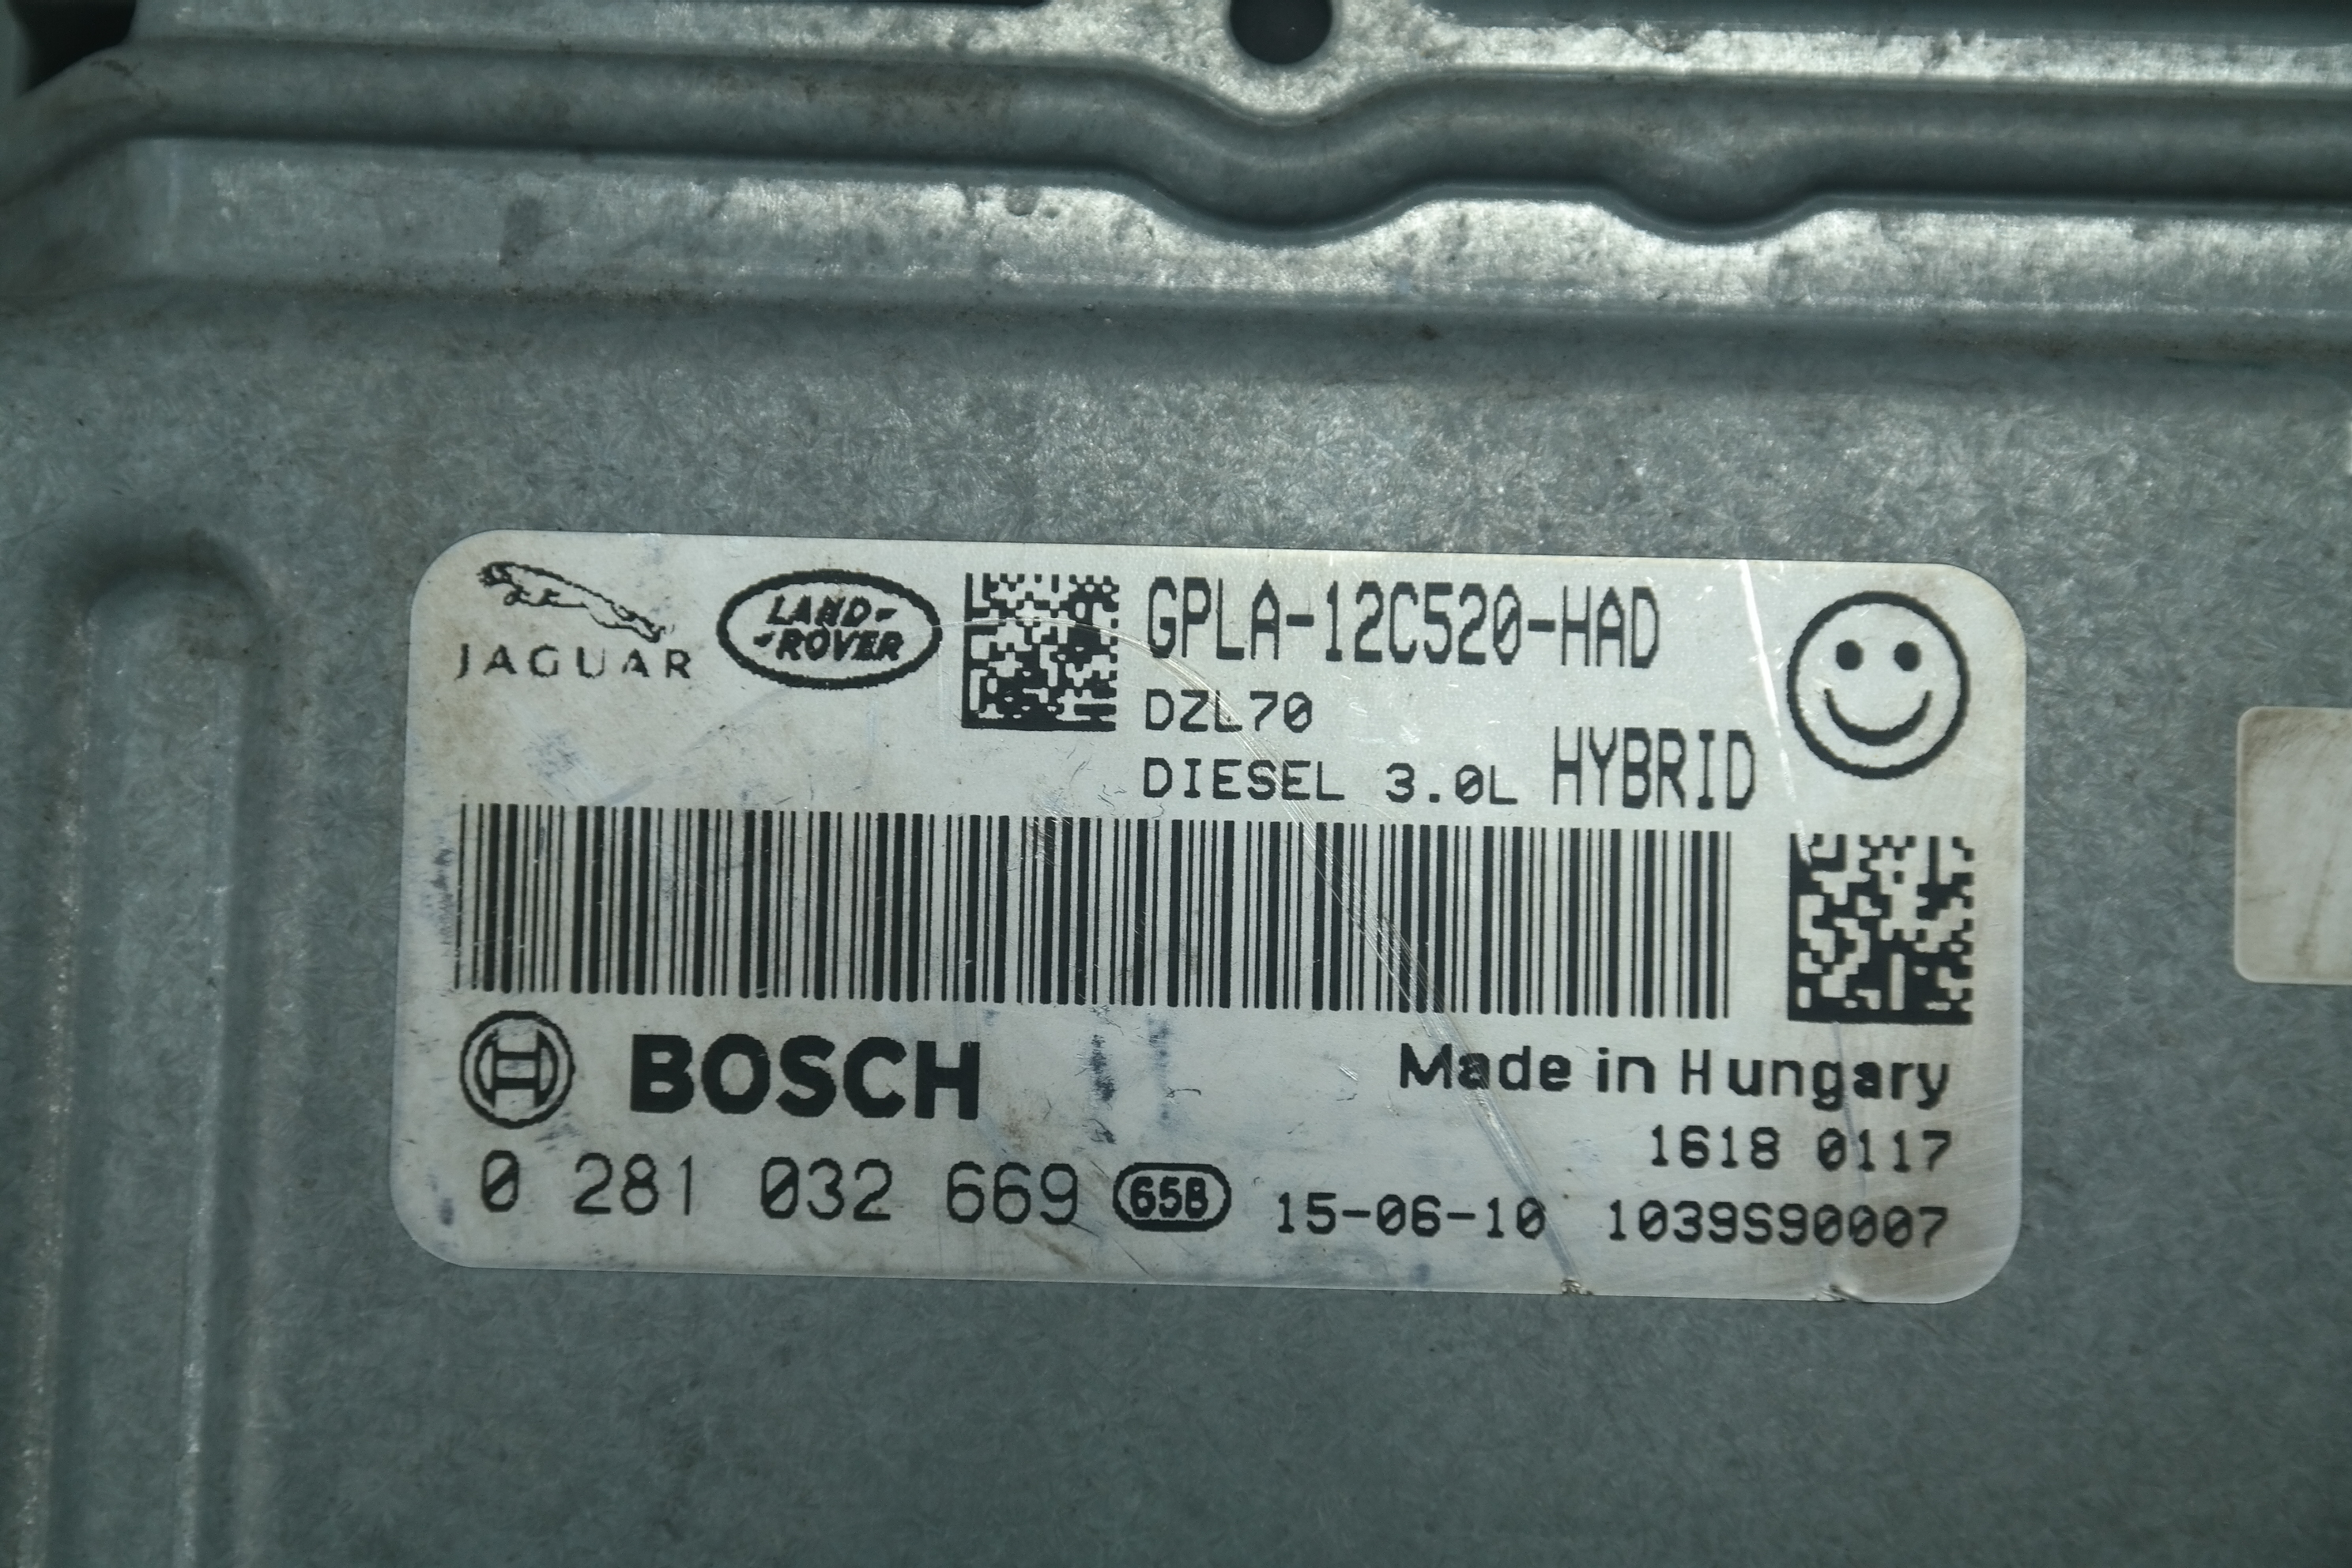 JAGUAR
LAND-
-ROVER
GPLA-12C520-HAD
DZL70
DIESEL 3.0L HYBRID
BOSCH
Made in Hungary
1618 0117
0 281 032 669 65B 15-06-10 1039S90007